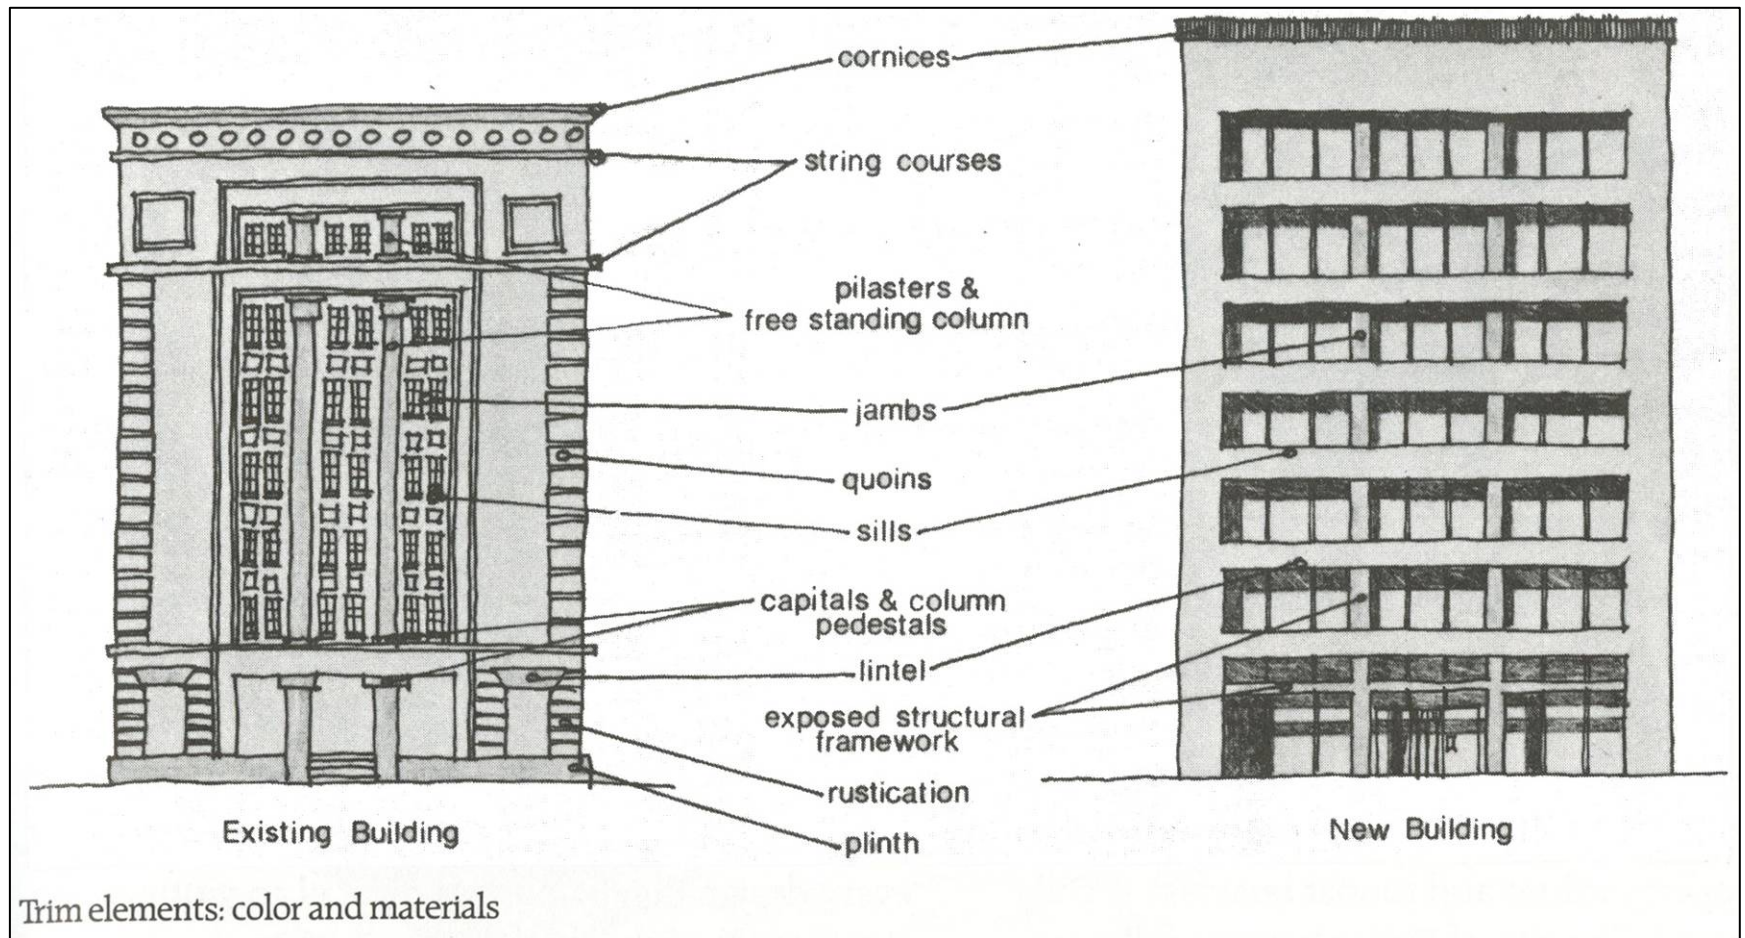 cornices
string courses
pilasters &
free standing column
jambs
quoins
sills
capitals & column
pedestals
lintel
exposed structural
framework
rustication
plinth
Existing Building
New Building
Trim elements: color and materials